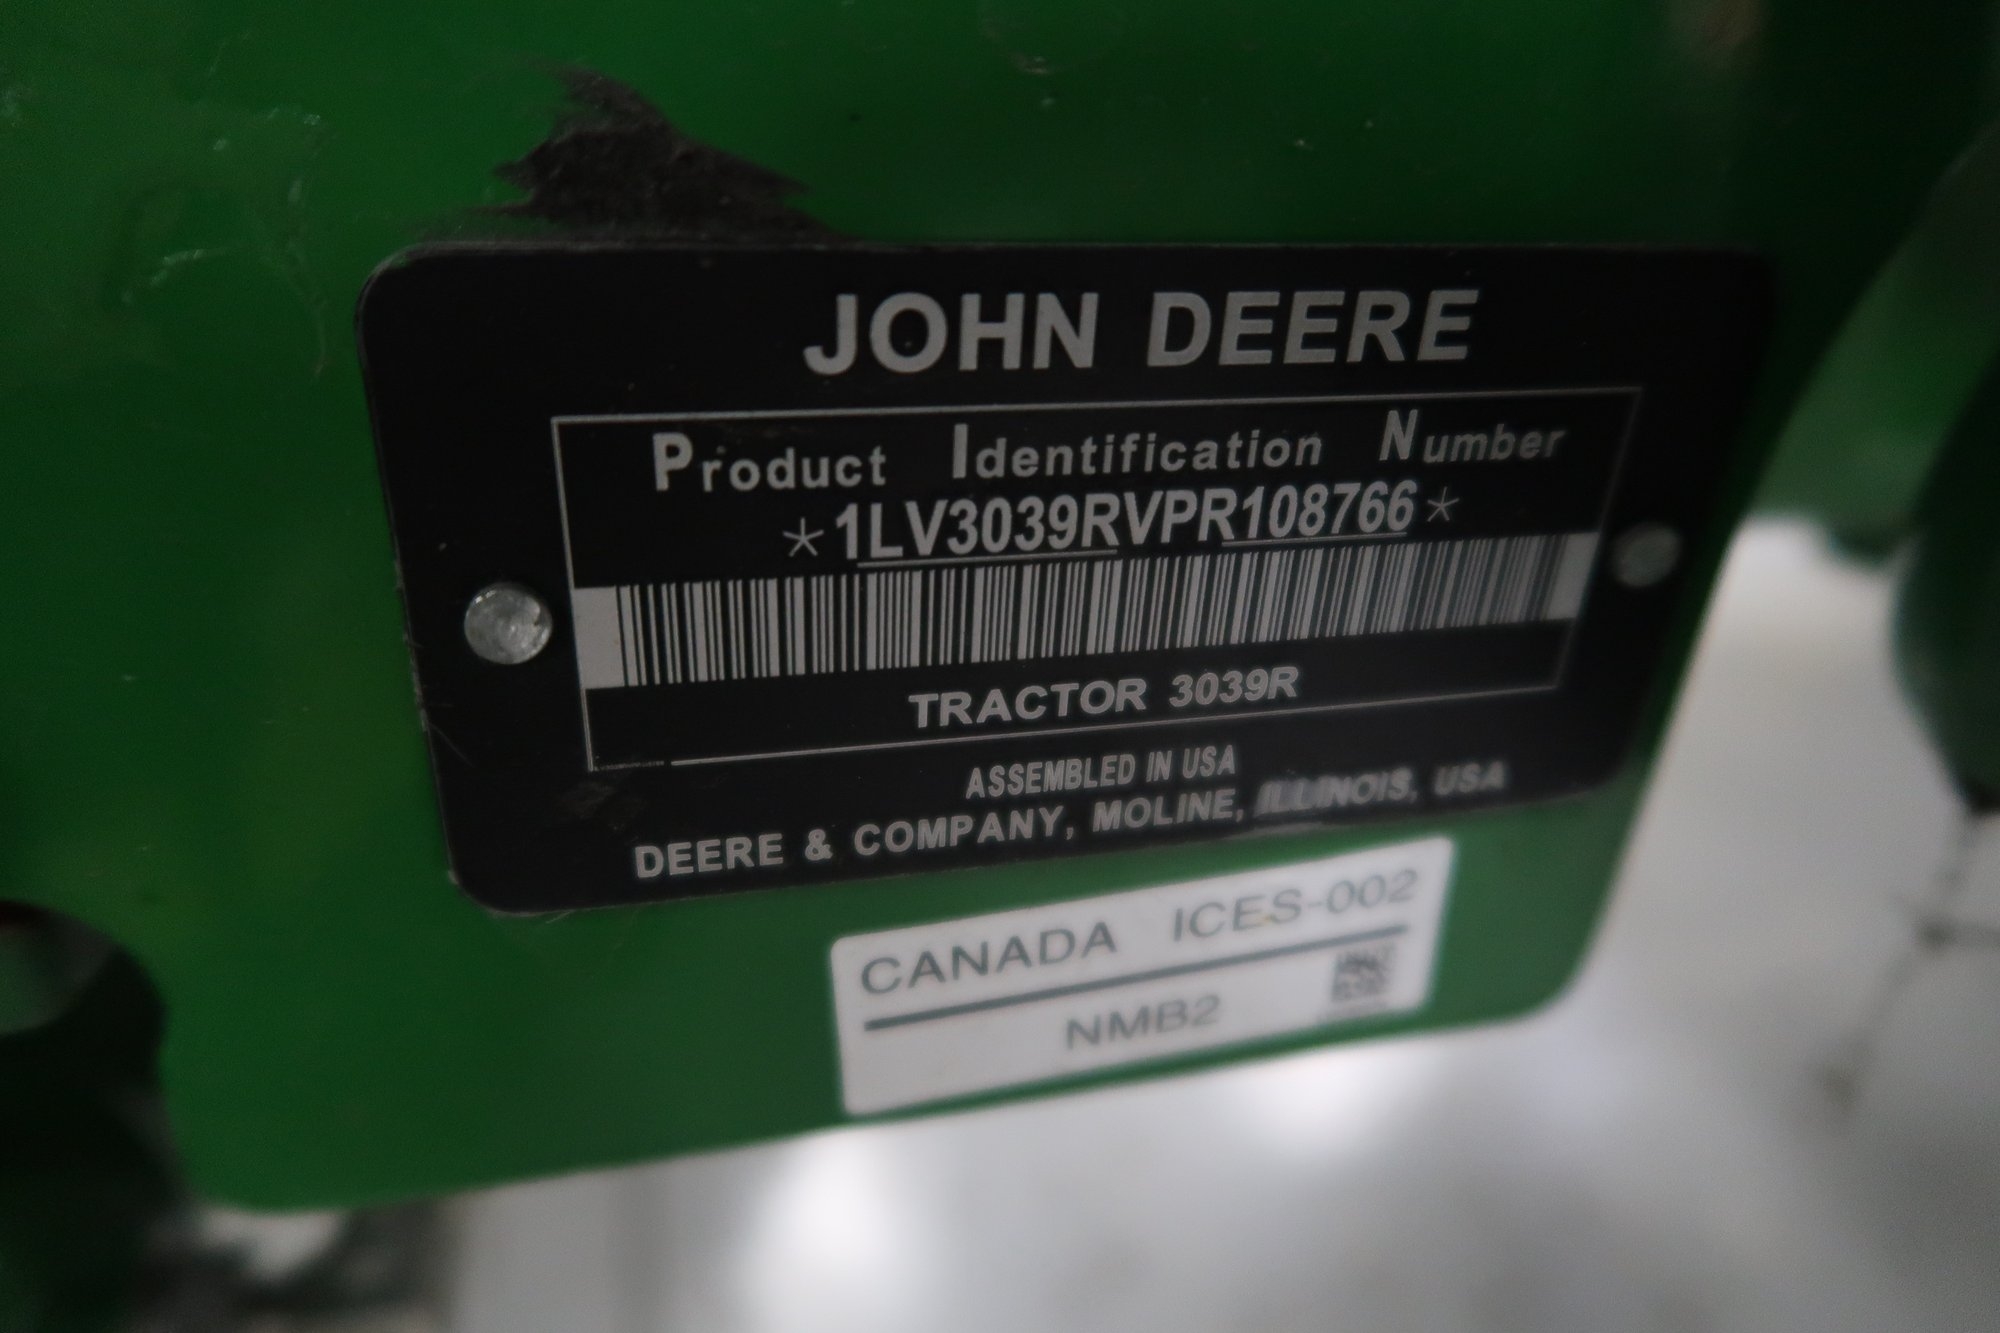 JOHN DEERE
Product Identification Number
*1LV3039RVPR108766*
TRACTOR 3039R
ASSEMBLED IN USA
DEERE & COMPANY, MOLINE, ILLINOIS, USA
CANADA ICES-002
NMB2